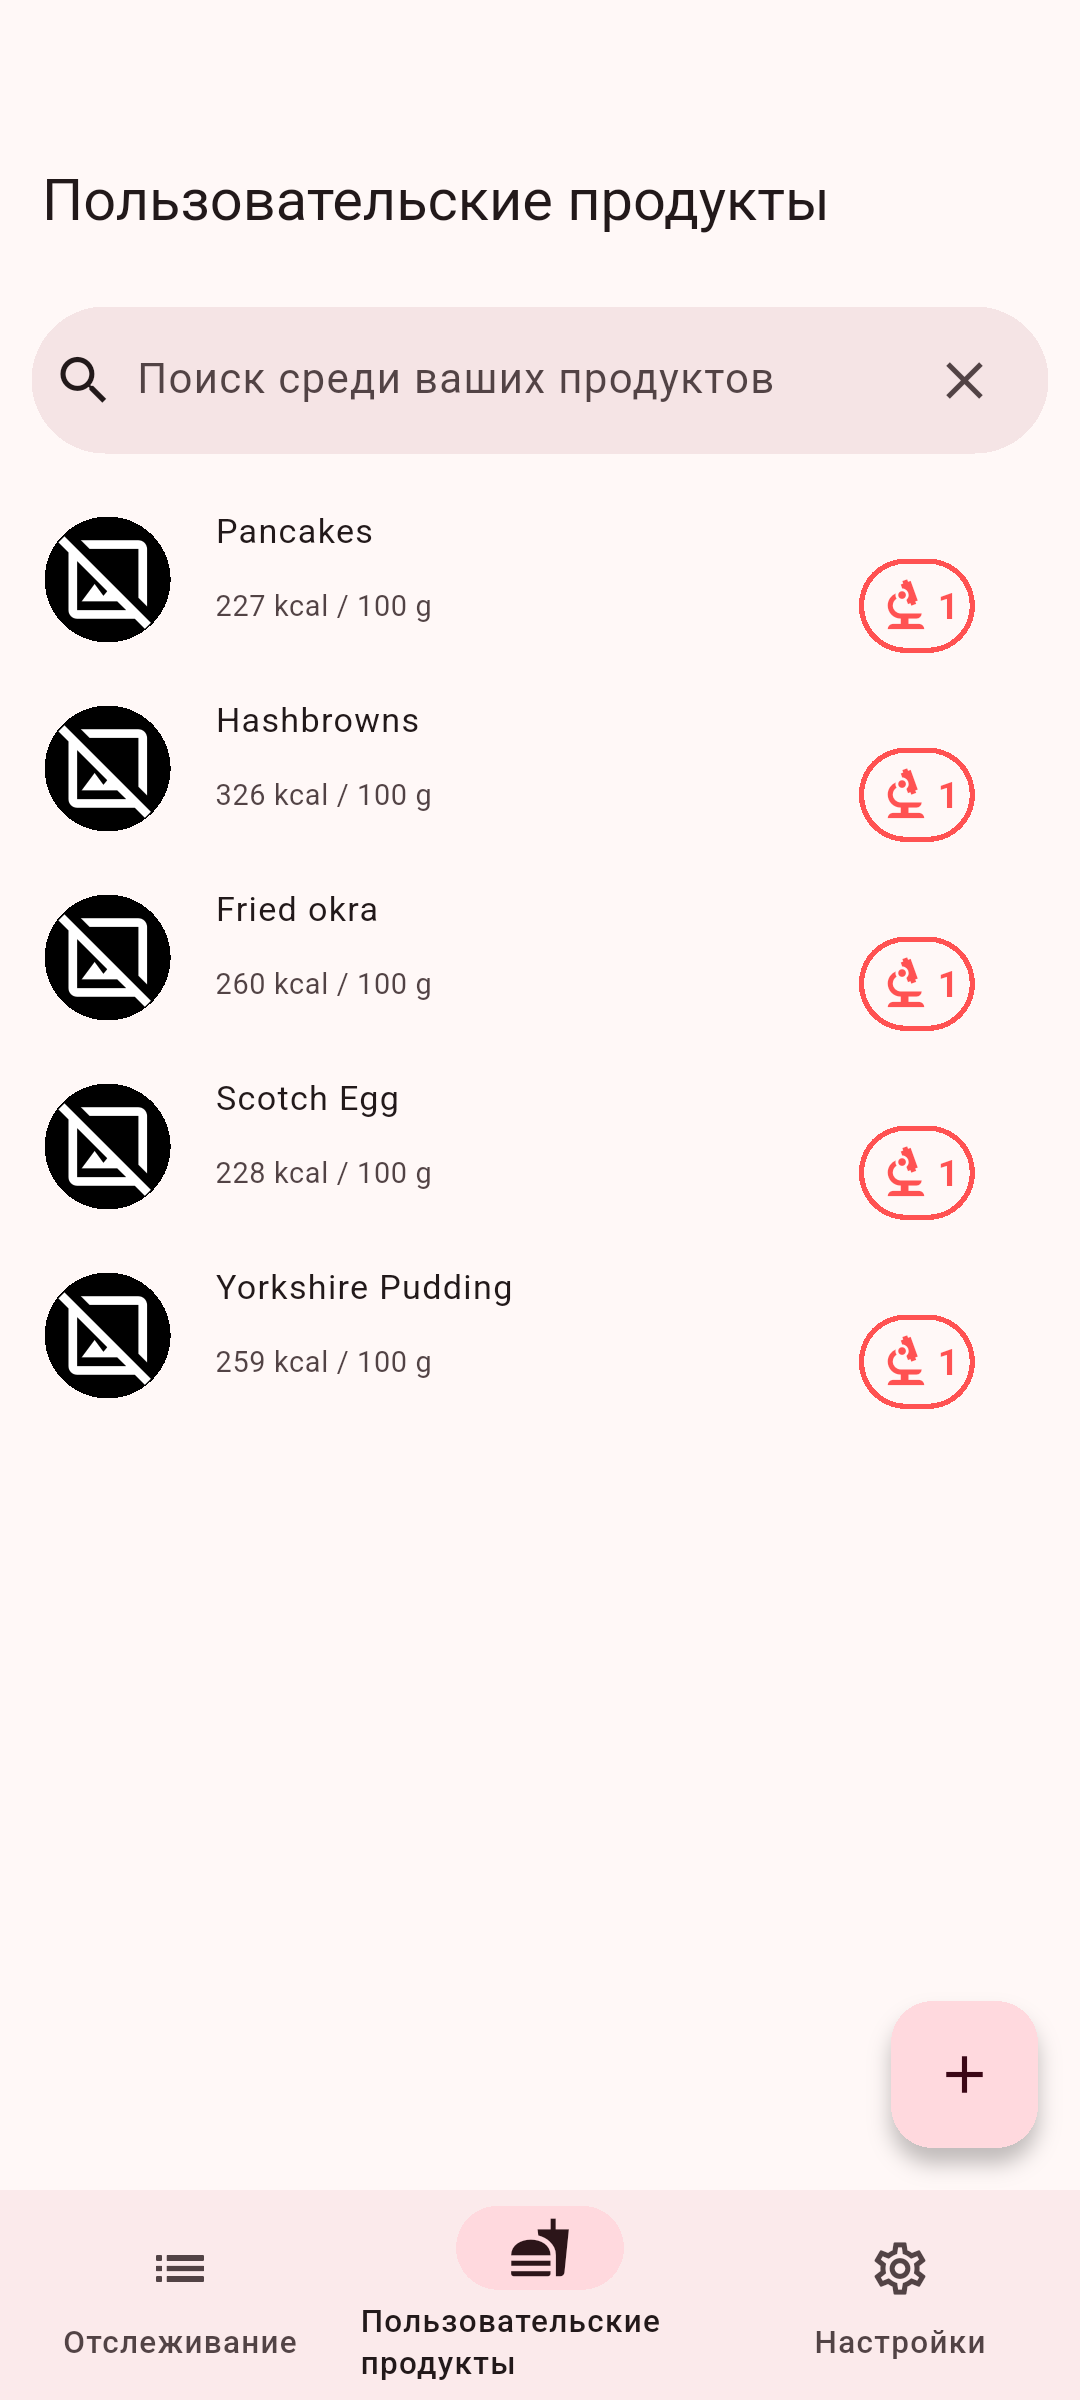 Пользовательские продукты
Поиск среди ваших продуктов
Pancakes
227 kcal / 100 g
1
Hashbrowns
326 kcal / 100 g
1
Fried okra
260 kcal / 100 g
1
Scotch Egg
228 kcal / 100 g
1
Yorkshire Pudding
259 kcal / 100 g
1
Отслеживание
Пользовательские
продукты
Настройки